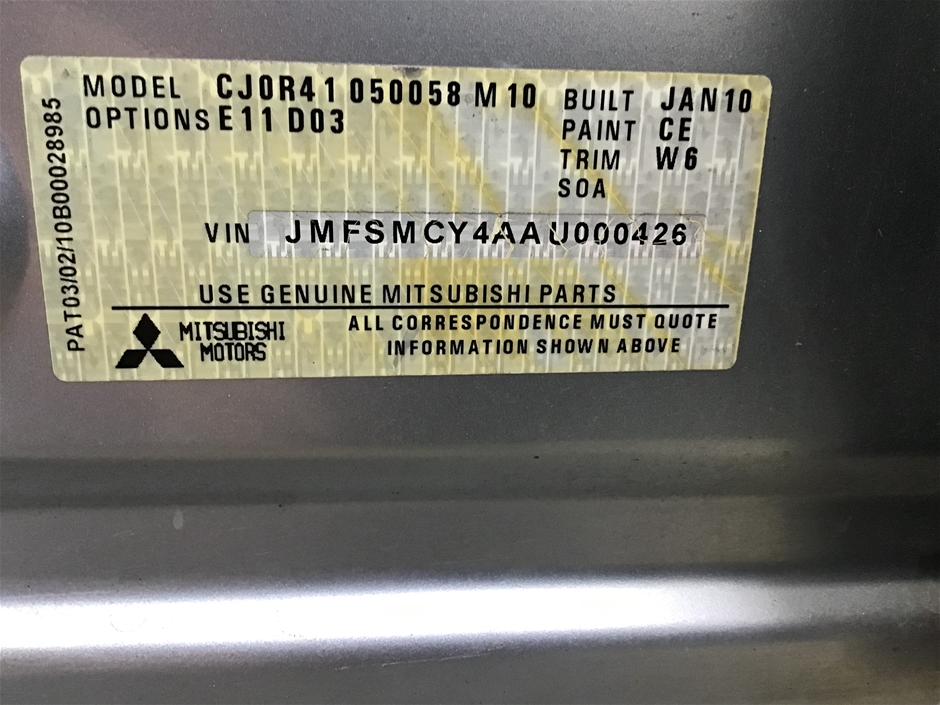 MODEL CJ0R41 050058 M10 BUILT JAN10
OPTIONS E11 D03 PAINT CE
TRIM W6
SOA
VIN JMFSMCY4AAU000426
USE GENUINE MITSUBISHI PARTS
MITSUBISHI
MOTORS
ALL CORRESPONDENCE MUST QUOTE
INFORMATION SHOWN ABOVE
PAT03/02/10B00028985